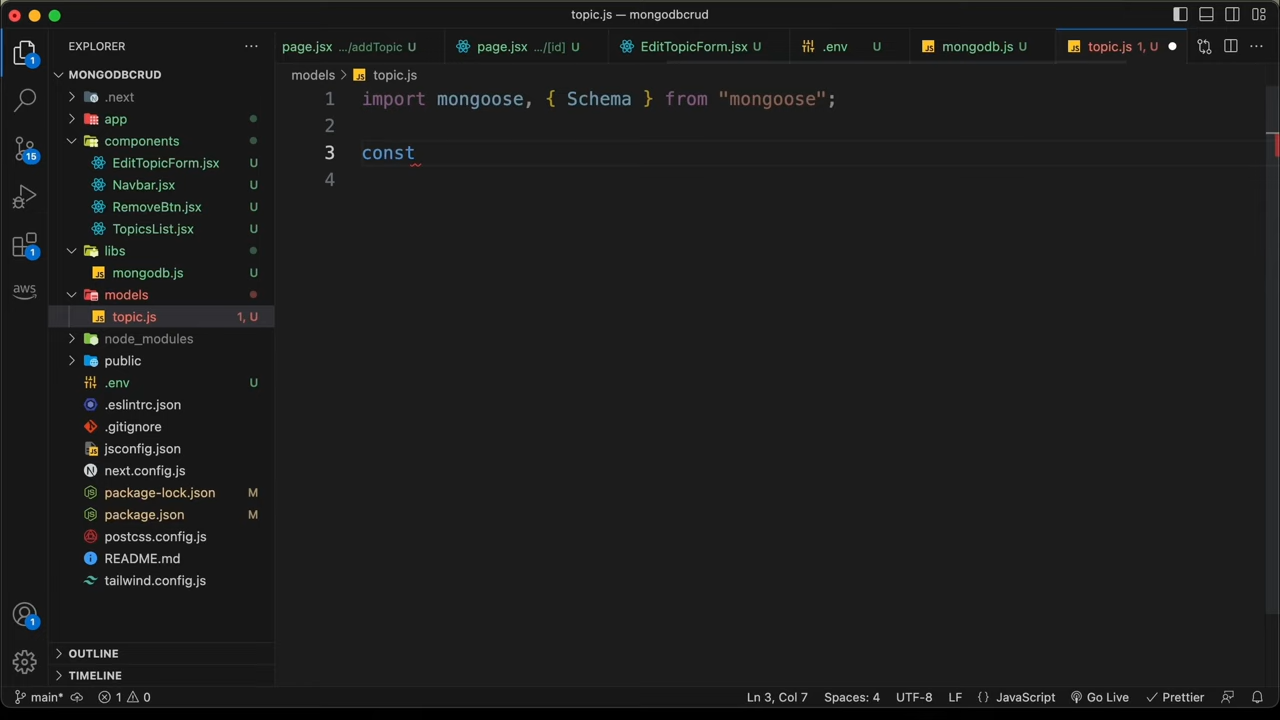 topic.js — mongodbcrud
EXPLORER
page.jsx .../addTopic U
page.jsx .../[id] U
EditTopicForm.jsx U
.env U
mongodb.js U
topic.js 1, U
MONGODBCRUD
models > topic.js
.next
app
components
EditTopicForm.jsx U
Navbar.jsx U
RemoveBtn.jsx U
TopicsList.jsx U
libs
mongodb.js U
models
topic.js 1, U
node_modules
public
.env U
.eslintrc.json
.gitignore
jsconfig.json
next.config.js
package-lock.json M
package.json M
postcss.config.js
README.md
tailwind.config.js
OUTLINE
TIMELINE
1 import mongoose, { Schema } from "mongoose";
2
3 const
4
1
15
1
aws
1
main* 1 0
Ln 3, Col 7 Spaces: 4 UTF-8 LF {} JavaScript Go Live Prettier